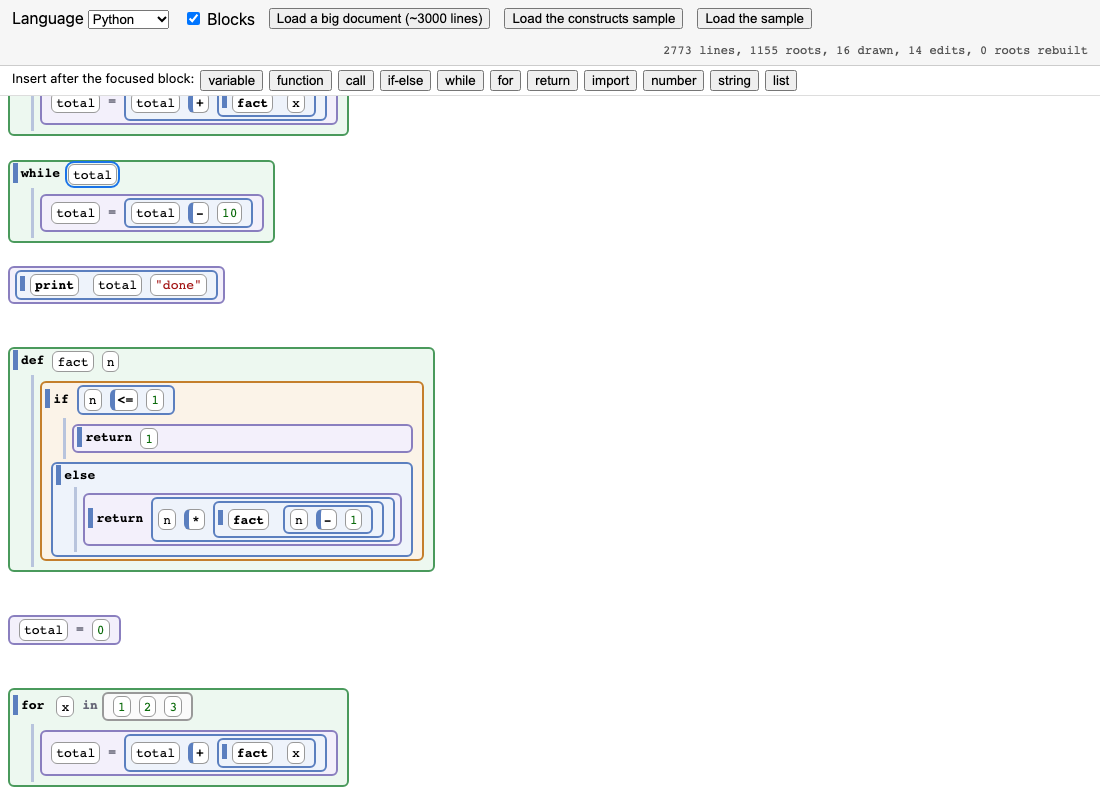 Language Python Blocks Load a big document (~3000 lines) Load the constructs sample Load the sample
2773 lines, 1155 roots, 16 drawn, 14 edits, 0 roots rebuilt
Insert after the focused block: variable function call if-else while for return import number string list
total = total + fact x
while total
total = total - 10
print total "done"
def fact n
if n <= 1
return 1
else
return n * fact n - 1
total = 0
for x in 1 2 3
total = total + fact x